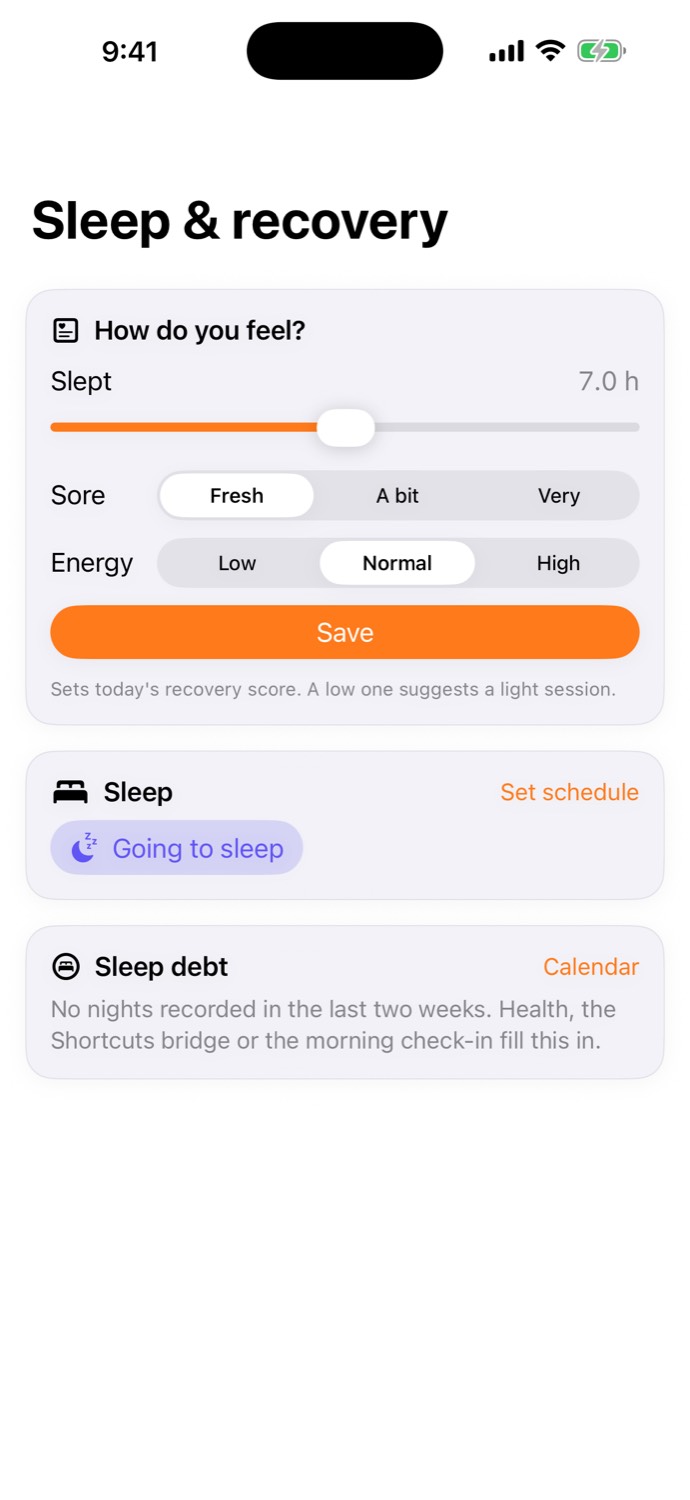 9:41
Sleep & recovery
How do you feel?
Slept 7.0 h
Sore Fresh A bit Very
Energy Low Normal High
Save
Sets today's recovery score. A low one suggests a light session.
Sleep Set schedule
Going to sleep
Sleep debt Calendar
No nights recorded in the last two weeks. Health, the
Shortcuts bridge or the morning check-in fill this in.